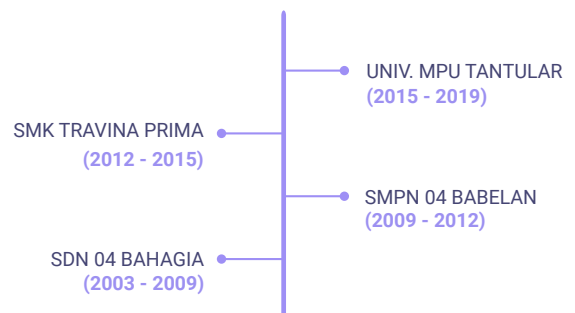 UNIV. MPU TANTULAR
(2015 - 2019)
SMK TRAVINA PRIMA
(2012 - 2015)
SMPN 04 BABELAN
(2009 - 2012)
SDN 04 BAHAGIA
(2003 - 2009)